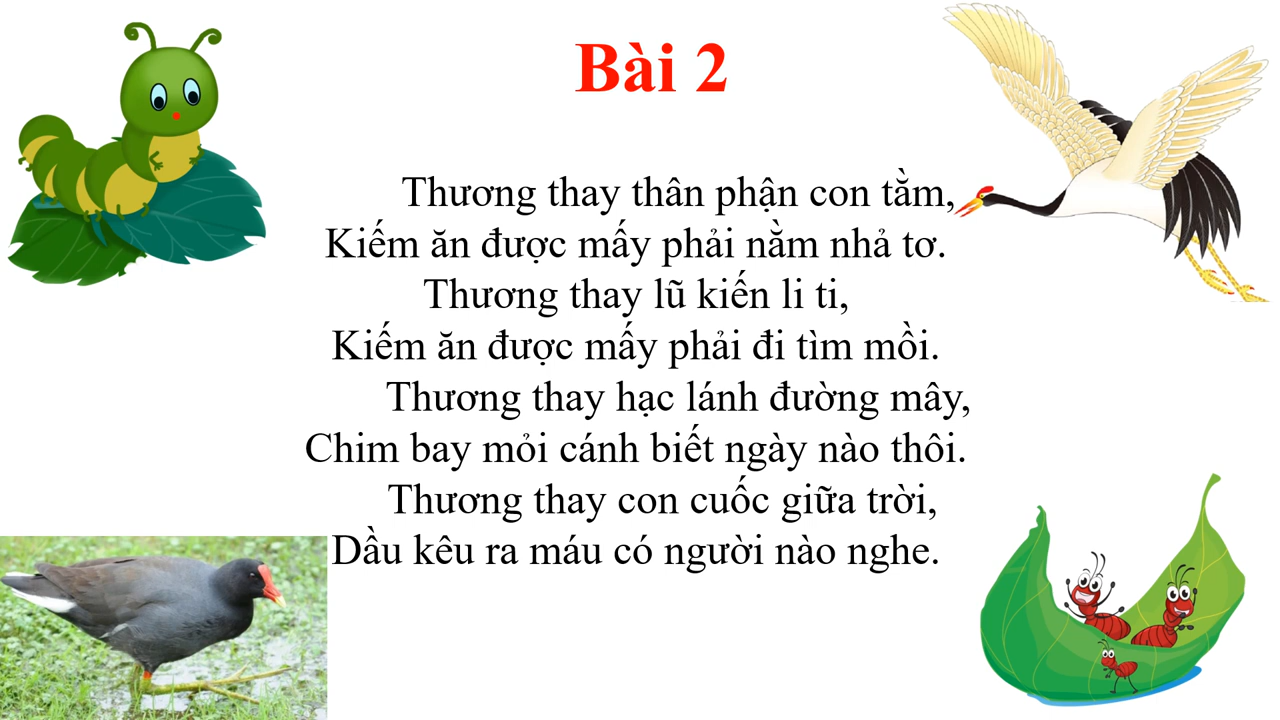 Bài 2
Thương thay thân phận con tằm,
Kiếm ăn được mấy phải nằm nhả tơ.
Thương thay lũ kiến li ti,
Kiếm ăn được mấy phải đi tìm mồi.
Thương thay hạc lánh đường mây,
Chim bay mỏi cánh biết ngày nào thôi.
Thương thay con cuốc giữa trời,
Dầu kêu ra máu có người nào nghe.